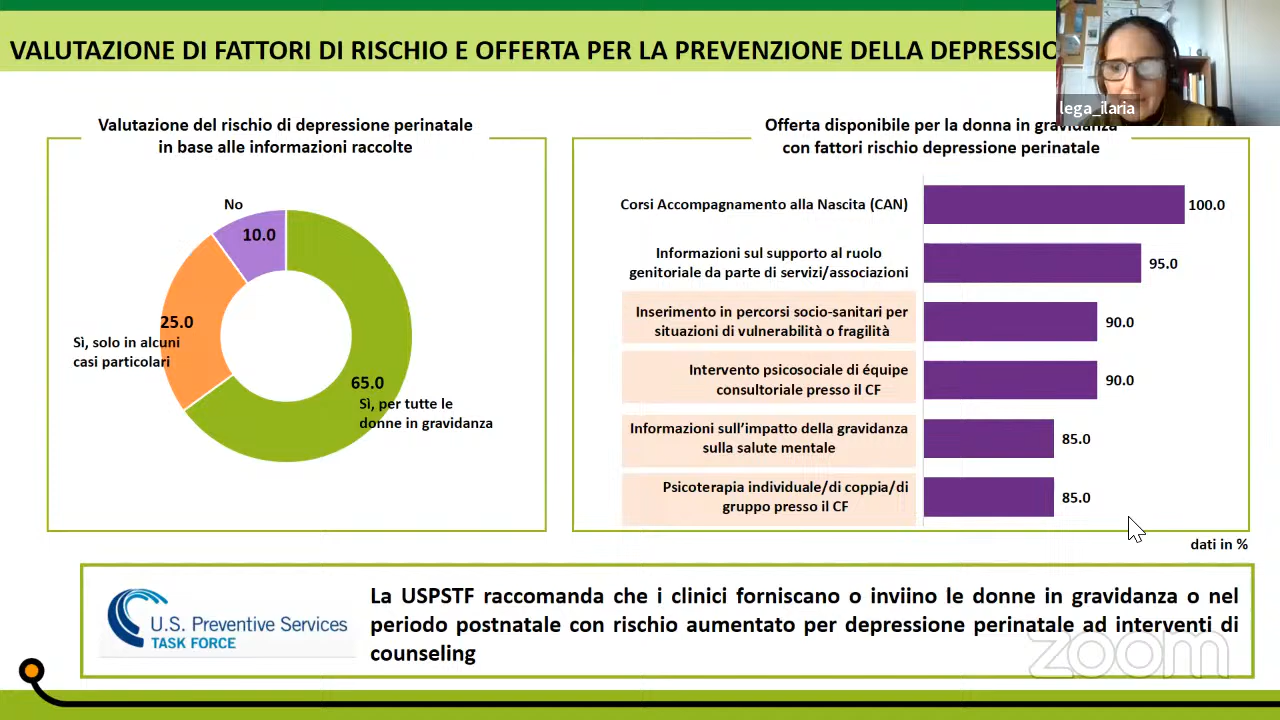 VALUTAZIONE DI FATTORI DI RISCHIO E OFFERTA PER LA PREVENZIONE DELLA
lega_ilaria
Valutazione del rischio di depressione perinatale
in base alle informazioni raccolte
No
10.0
25.0
Sì, solo in alcuni
casi particolari
65.0
Sì, per tutte le
donne in gravidanza
Offerta disponibile per la donna in gravidanza
con fattori rischio depressione perinatale
Corsi Accompagnamento alla Nascita (CAN)
100.0
Informazioni sul supporto al ruolo
genitoriale da parte di servizi/associazioni
95.0
Inserimento in percorsi socio-sanitari per
situazioni di vulnerabilità o fragilità
90.0
Intervento psicosociale di équipe
consultoriale presso il CF
90.0
Informazioni sull'impatto della gravidanza
sulla salute mentale
85.0
Psicoterapia individuale/di coppia/di
gruppo presso il CF
85.0
dati in %
U.S. Preventive Services
TASK FORCE
La USPSTF raccomanda che i clinici forniscano o inviino le donne in gravidanza o nel
periodo postnatale con rischio aumentato per depressione perinatale ad interventi di
counseling
zoom